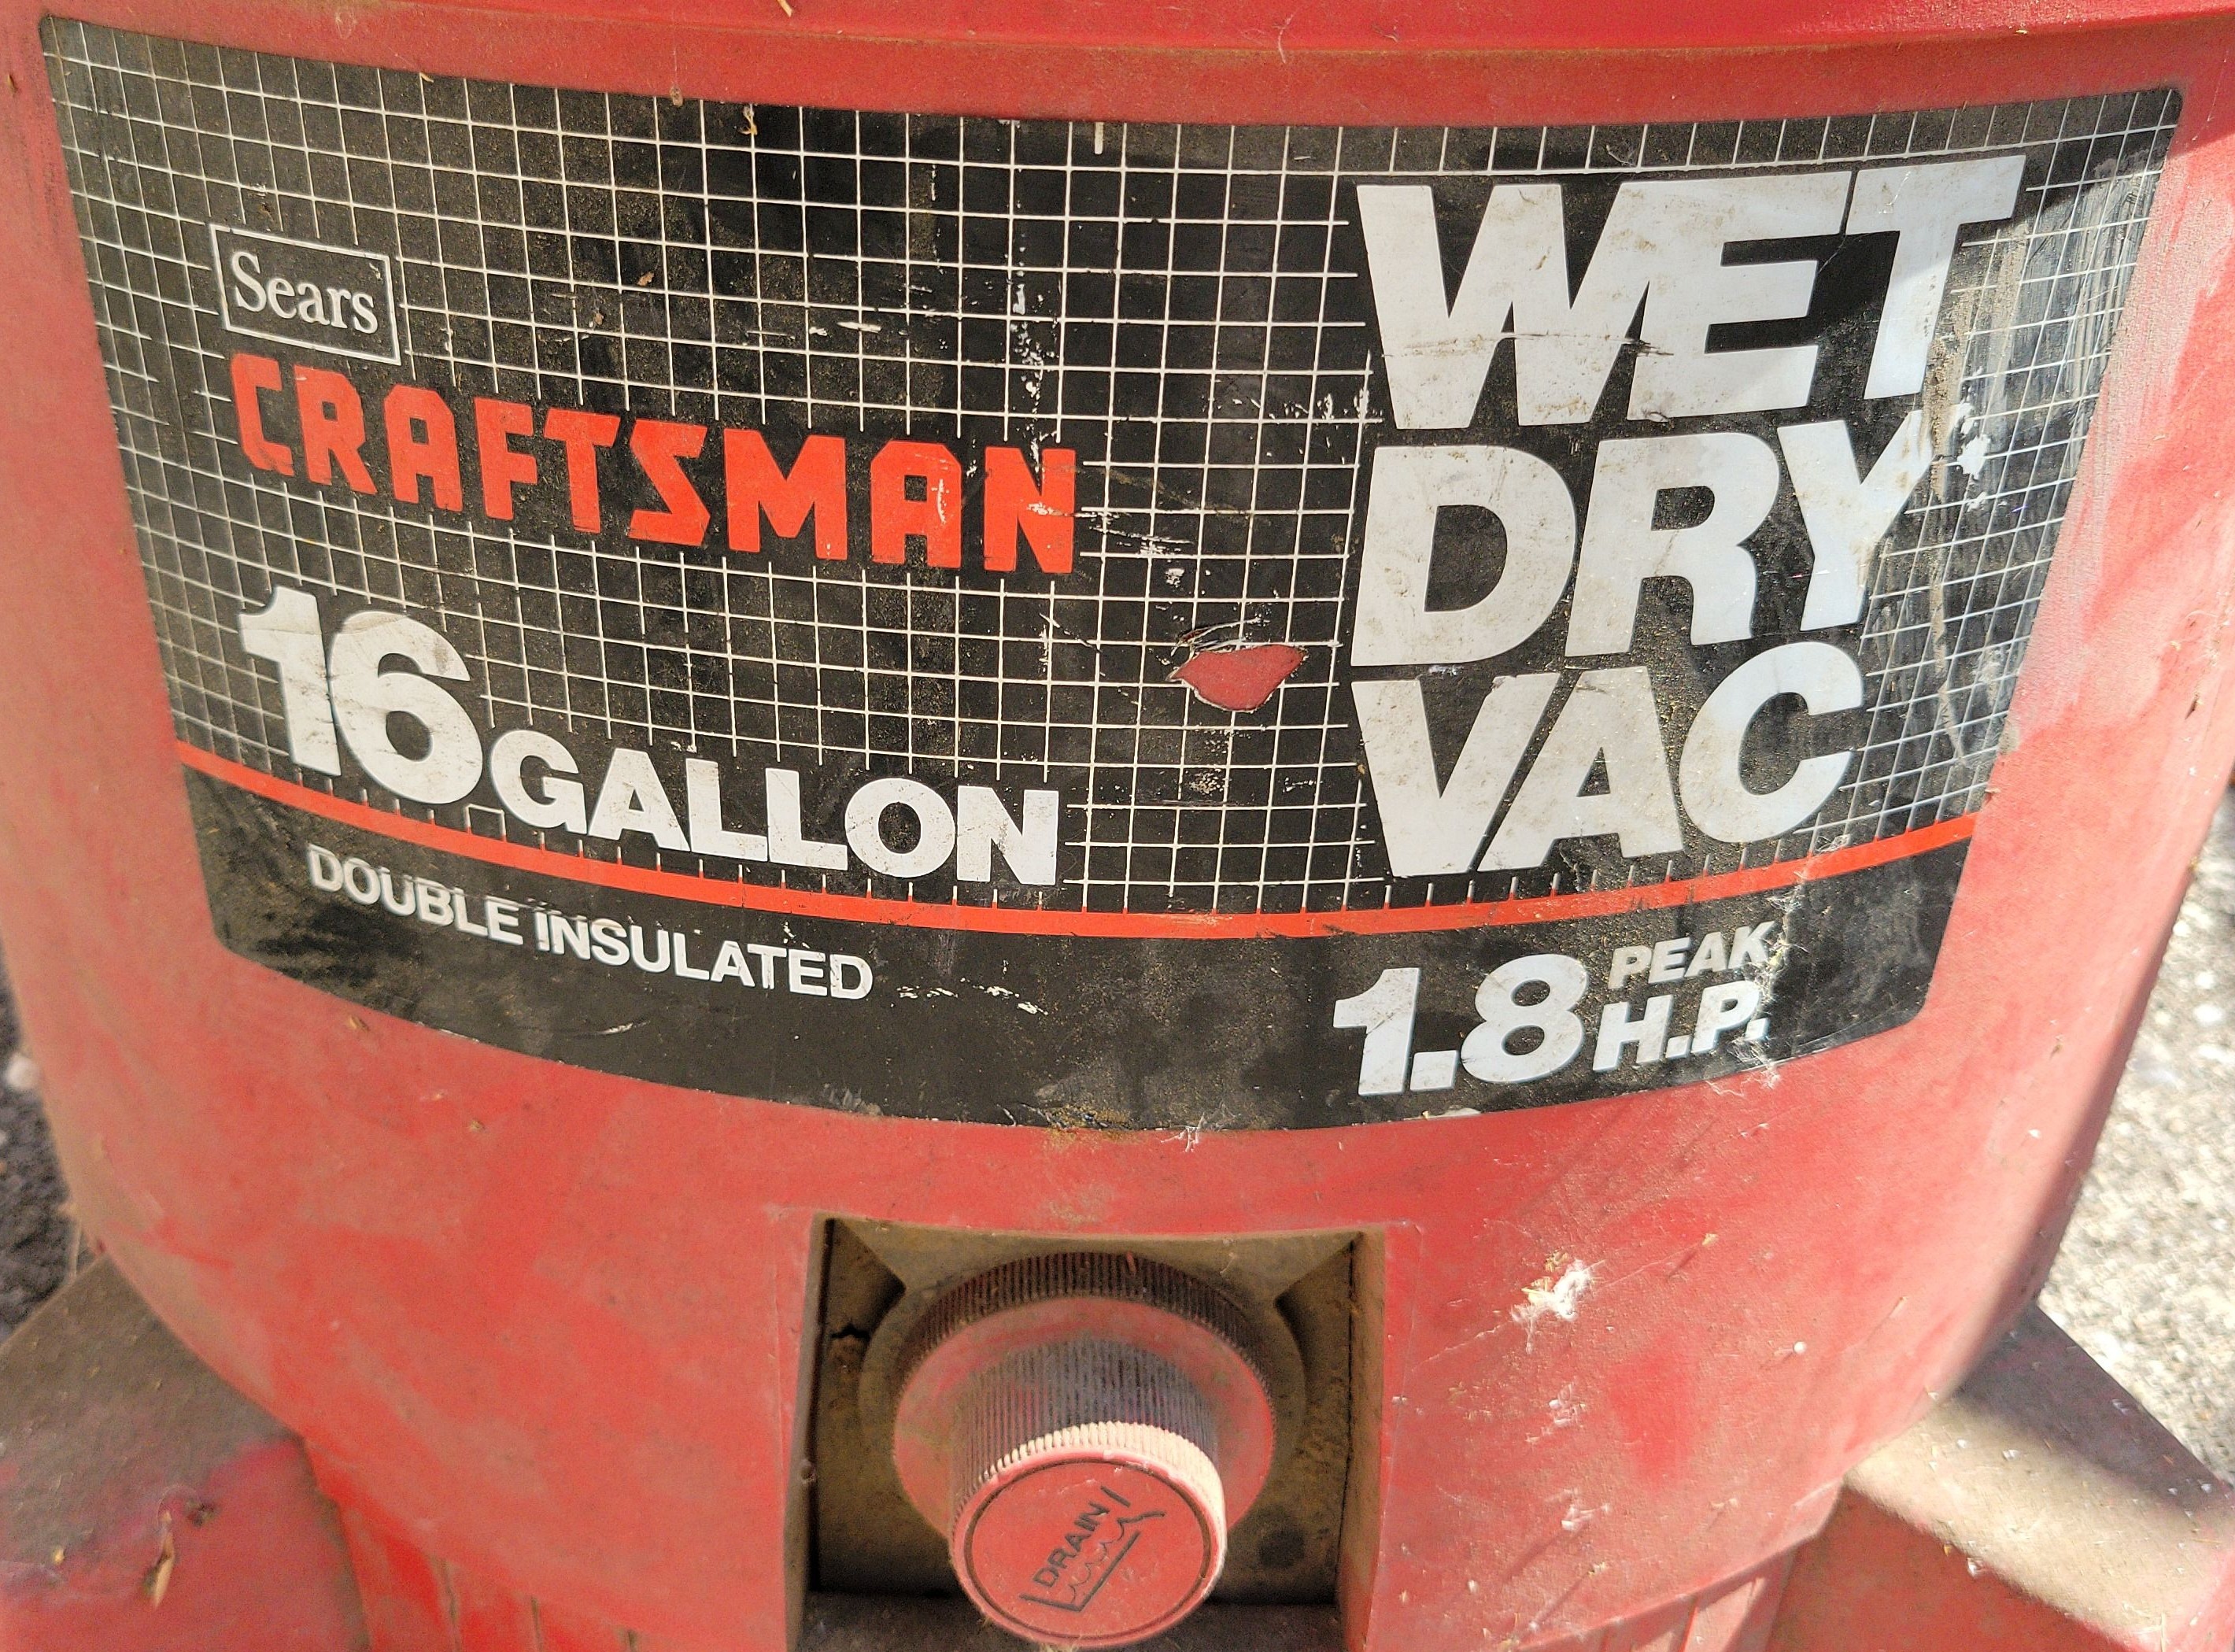 Sears
CRAFTSMAN
16 GALLON
WET
DRY
VAC
DOUBLE INSULATED
1.8 PEAK H.P.
DRAIN